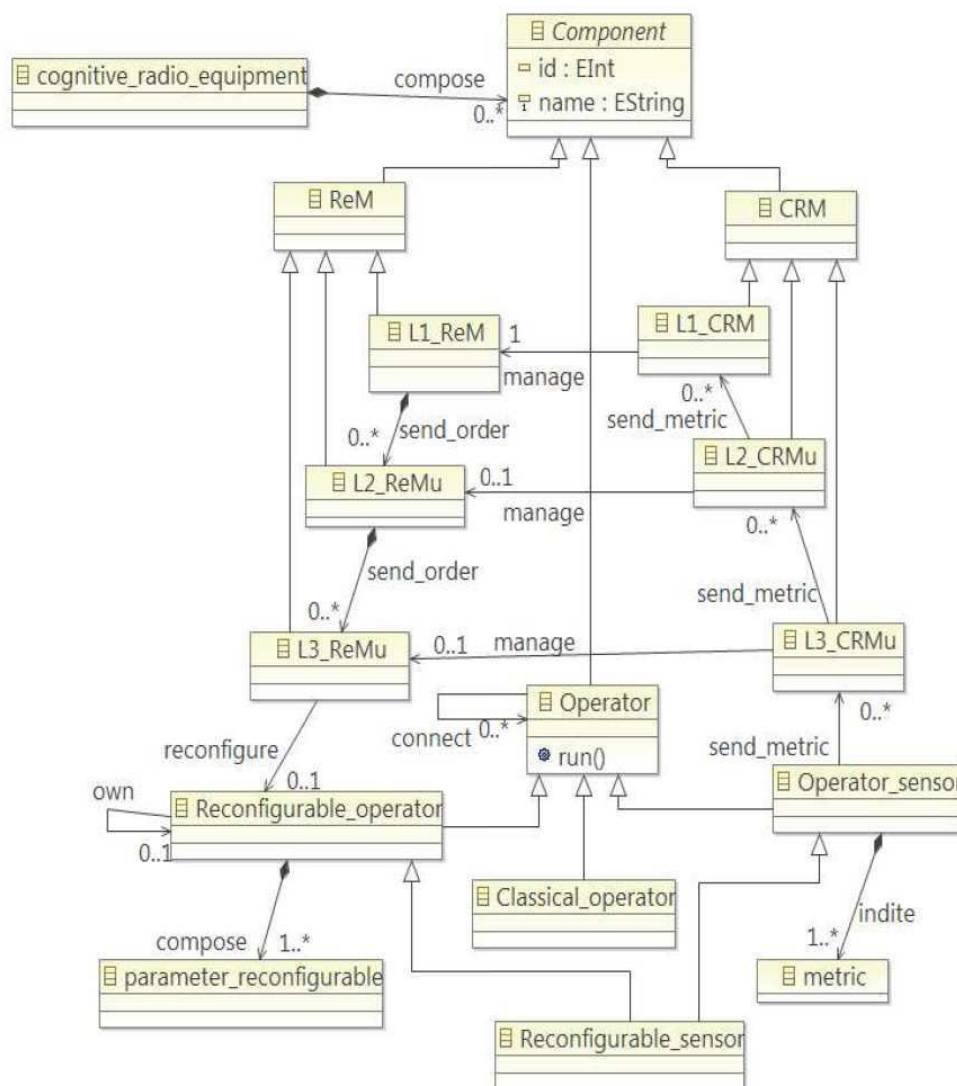 Component
cognitive_radio_equipment
compose
id : EInt
0..*
name : EString
ReM
CRM
L1_ReM
1
L1_CRM
manage
0..*
send_order
0..*
send_metric
L2_ReMu
0..1
L2_CRMu
manage
0..*
send_order
send_metric
0..*
L3_ReMu
0..1
manage
L3_CRMu
Operator
0..*
connect
0..*
reconfigure
run()
send_metric
0..1
own
Reconfigurable_operator
Operator_sensor
0..1
Classical_operator
indite
compose
1..*
1..*
parameter_reconfigurable
metric
Reconfigurable_sensor